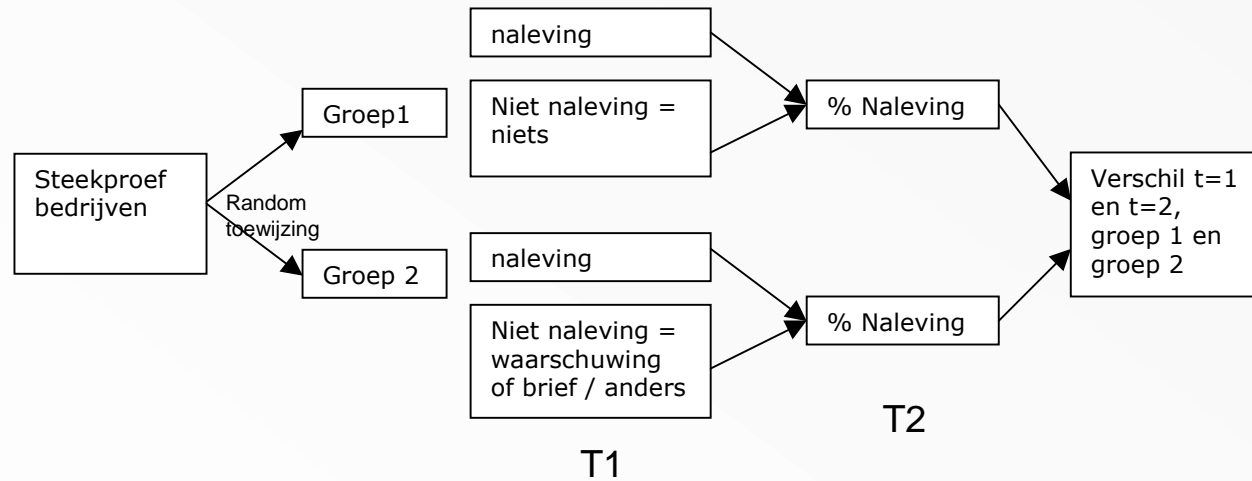 Steekproef
bedrijven
Random
toewijzing
Groep1
Groep 2
naleving
Niet naleving =
niets
naleving
Niet naleving =
waarschuwing
of brief / anders
T1
% Naleving
% Naleving
T2
Verschil t=1
en t=2,
groep 1 en
groep 2